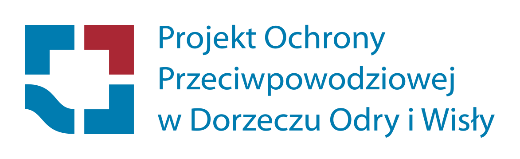 Projekt Ochrony
Przeciwpowodziowej
w Dorzeczu Odry i Wisły